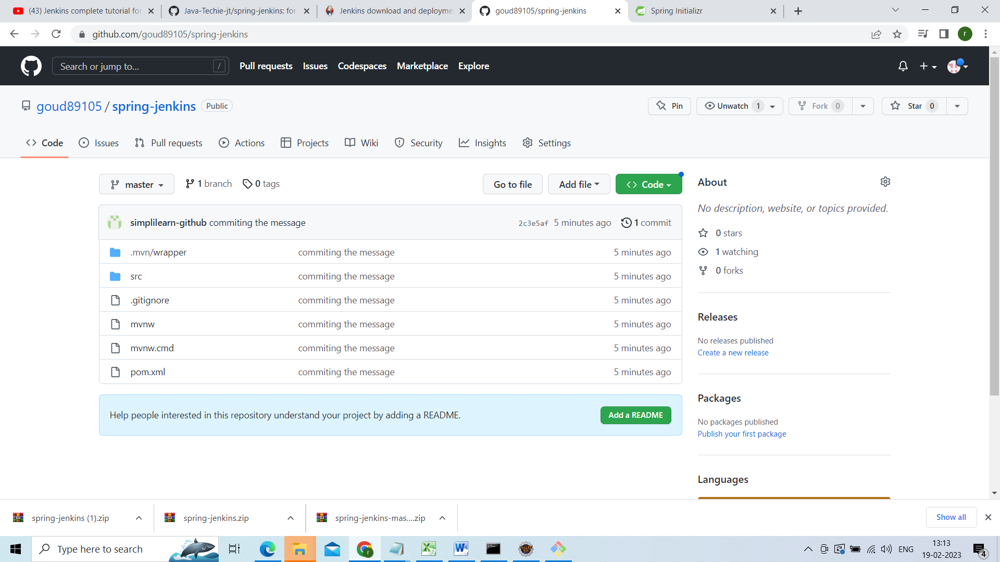 (43) Jenkins complete tutorial for
Java-Techie-jt/spring-jenkins: for
Jenkins download and deployme
goud89105/spring-jenkins
Spring Initializr
github.com/goud89105/spring-jenkins
r
Search or jump to...
/
Pull requests
Issues
Codespaces
Marketplace
Explore
goud89105 / spring-jenkins
Public
Pin
Unwatch 1
Fork 0
Star 0
Code
Issues
Pull requests
Actions
Projects
Wiki
Security
Insights
Settings
master
1 branch
0 tags
Go to file
Add file
Code
simplilearn-github commiting the message
2c3e5af 5 minutes ago
1 commit
.mvn/wrapper commiting the message 5 minutes ago
src commiting the message 5 minutes ago
.gitignore commiting the message 5 minutes ago
mvnw commiting the message 5 minutes ago
mvnw.cmd commiting the message 5 minutes ago
pom.xml commiting the message 5 minutes ago
Help people interested in this repository understand your project by adding a README.
Add a README
About
No description, website, or topics provided.
0 stars
1 watching
0 forks
Releases
No releases published
Create a new release
Packages
No packages published
Publish your first package
Languages
spring-jenkins (1).zip
spring-jenkins.zip
spring-jenkins-mas....zip
Show all
Type here to search
ENG
13:13
19-02-2023
4